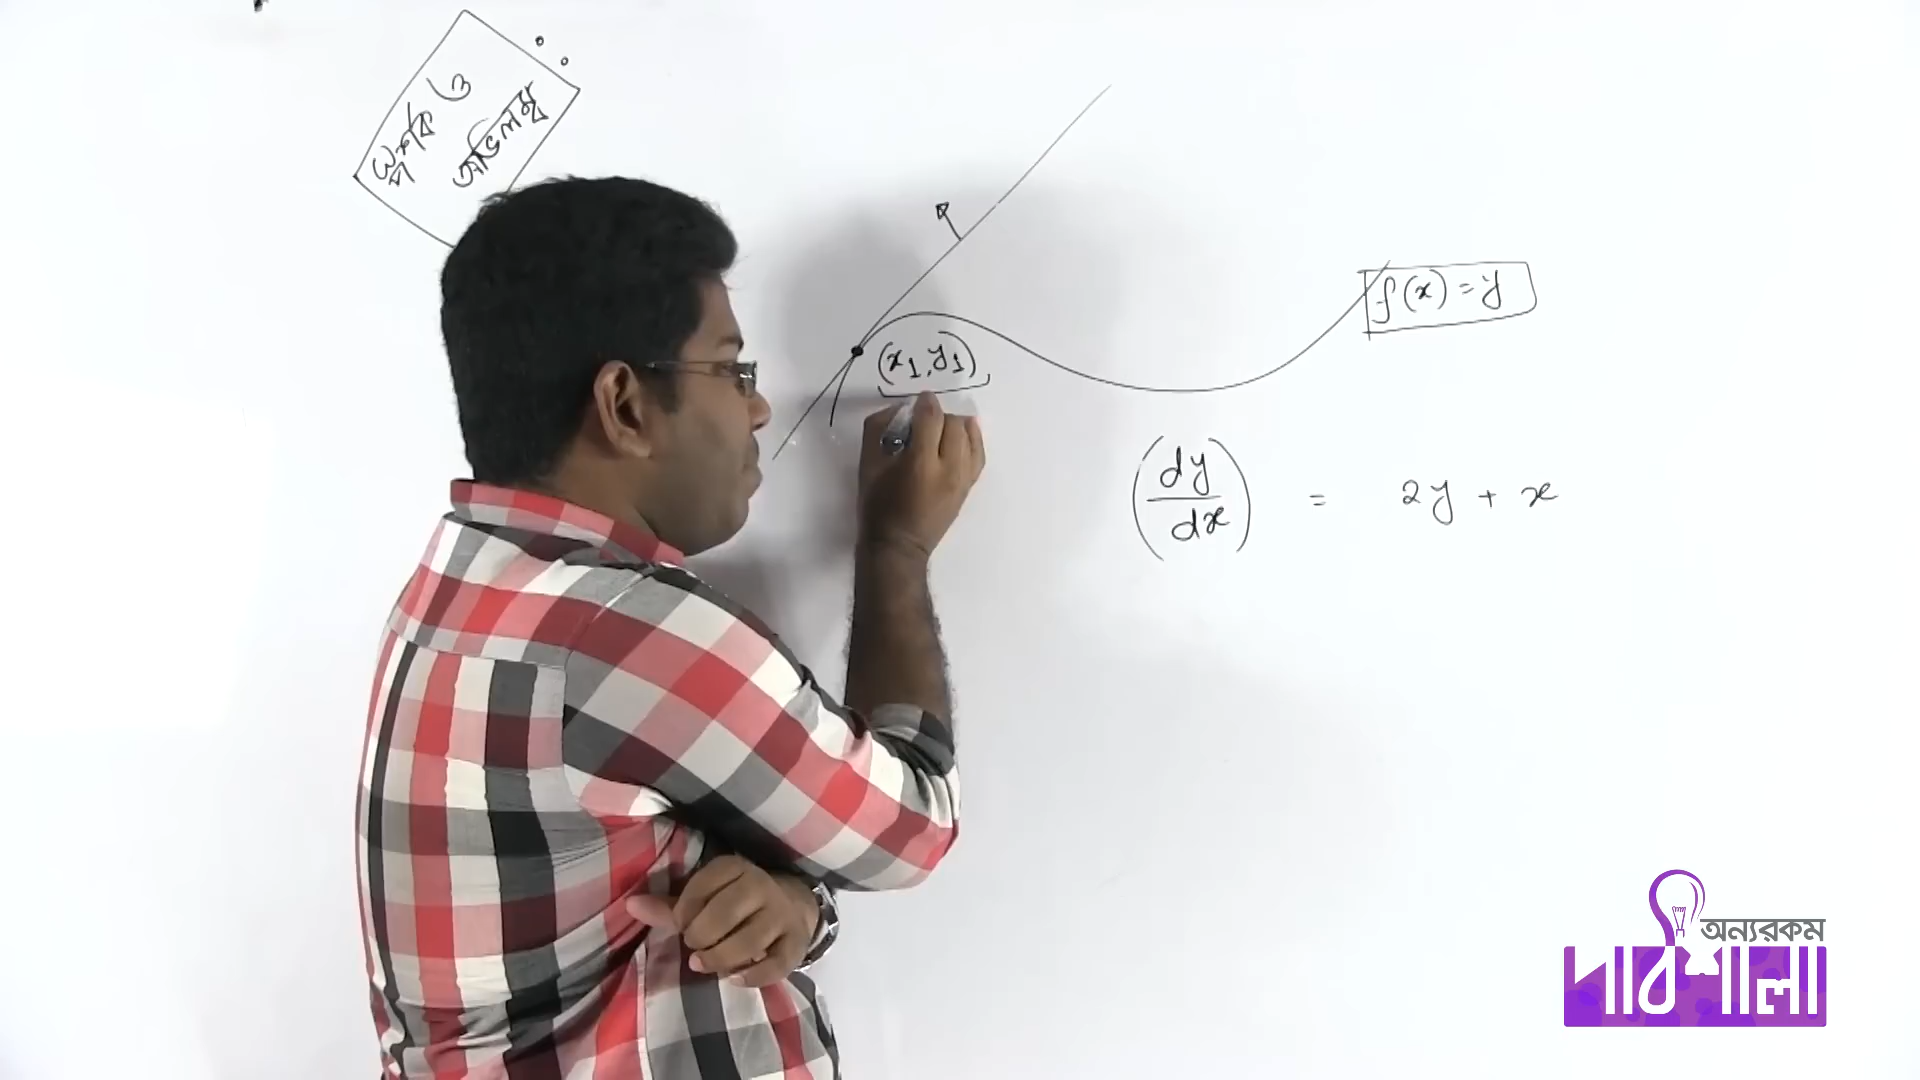 স্পর্শক ও
অভিলম্ব
f(x) = y
(x₁, y₁)
(dy/dx) = 2y + x
অন্যরকম
পাঠশালা